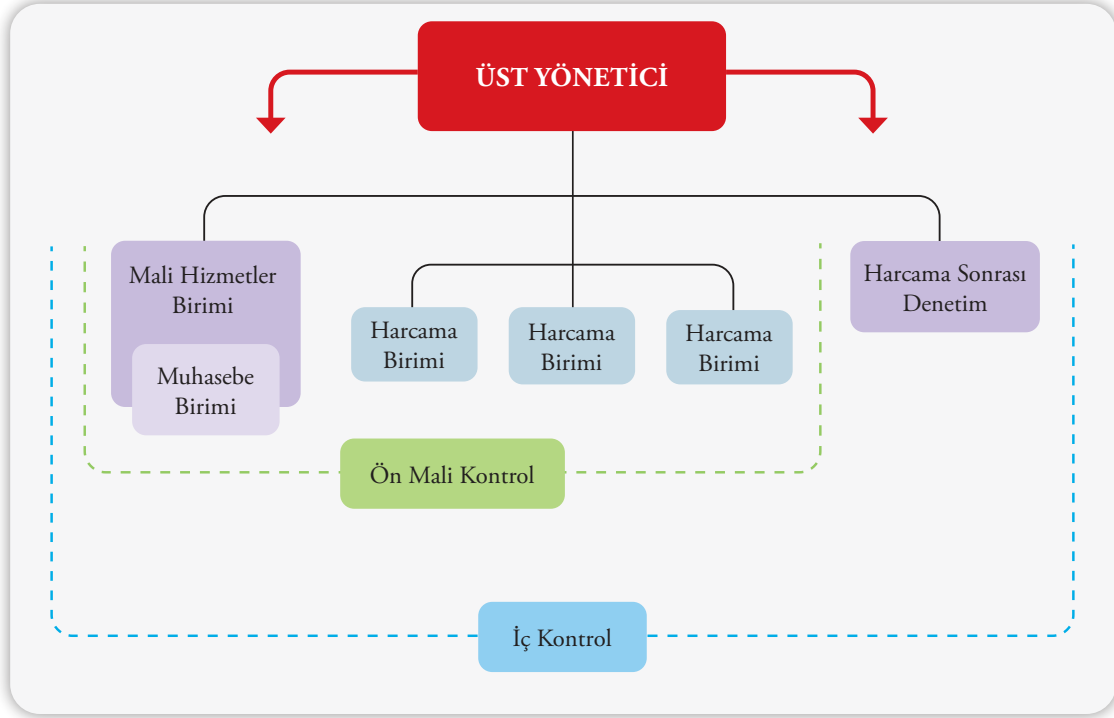 ÜST YÖNETİCİ
Mali Hizmetler
Birimi
Muhasebe
Birimi
Harcama
Birimi
Harcama
Birimi
Harcama
Birimi
Harcama Sonrası
Denetim
Ön Mali Kontrol
İç Kontrol